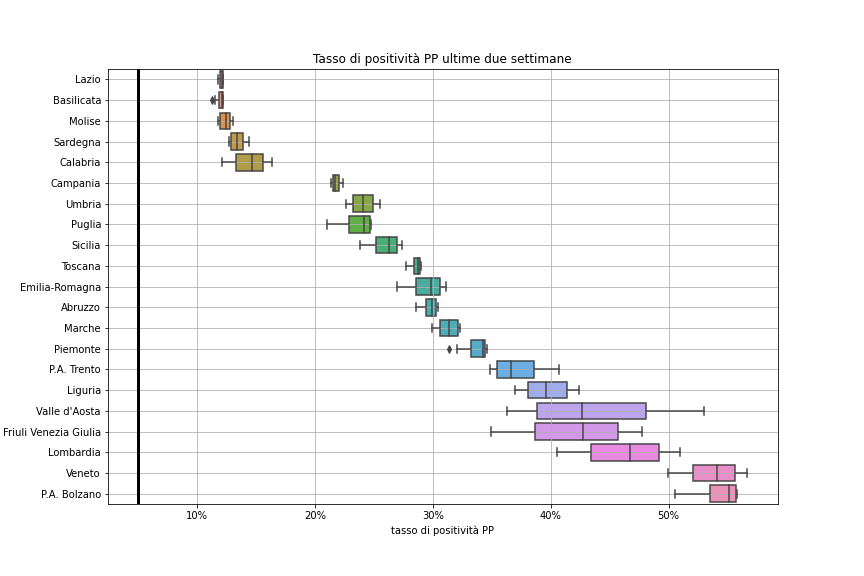 Tasso di positività PP ultime due settimane
Lazio
Basilicata
Molise
Sardegna
Calabria
Campania
Umbria
Puglia
Sicilia
Toscana
Emilia-Romagna
Abruzzo
Marche
Piemonte
P.A. Trento
Liguria
Valle d'Aosta
Friuli Venezia Giulia
Lombardia
Veneto
P.A. Bolzano
10% 20% 30% 40% 50%
tasso di positività PP